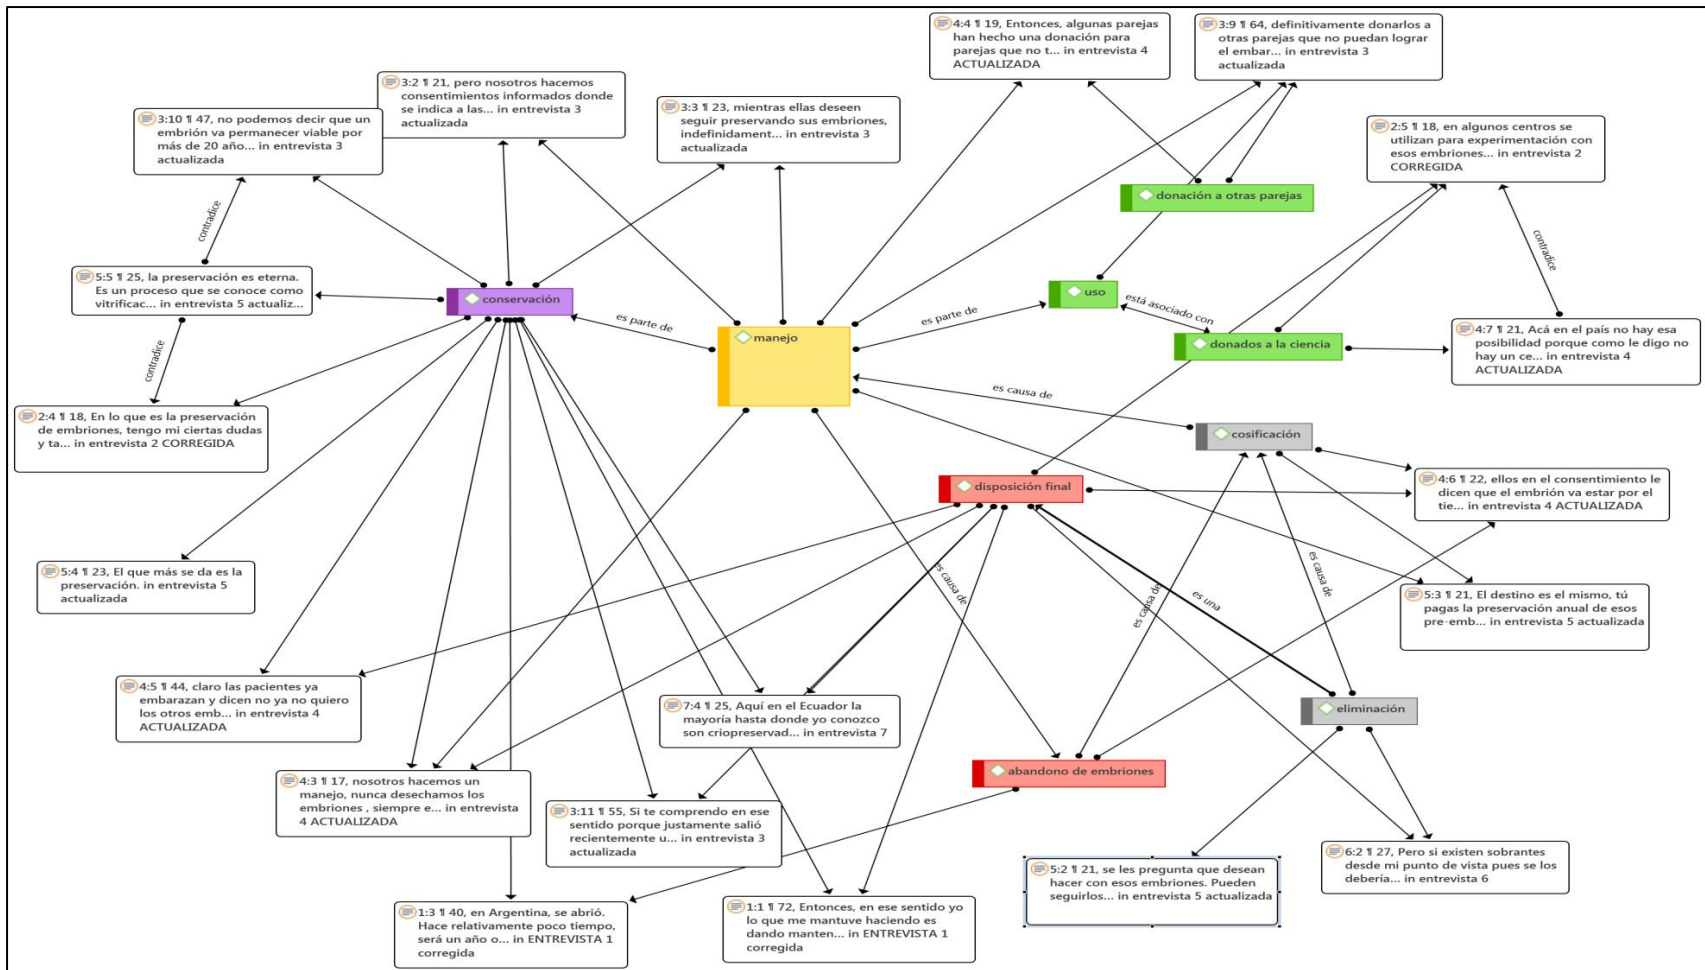 4:4 ¶ 19, Entonces, algunas parejas
han hecho una donación para
parejas que no t... in entrevista 4
ACTUALIZADA
3:9 ¶ 64, definitivamente donarlos a
otras parejas que no puedan lograr
el embar... in entrevista 3
actualizada
3:2 ¶ 21, pero nosotros hacemos
consentimientos informados donde
se indica a las... in entrevista 3
actualizada
3:10 ¶ 47, no podemos decir que un
embrión va permanecer viable por
más de 20 año... in entrevista 3
actualizada
3:3 ¶ 23, mientras ellas deseen
seguir preservando sus embriones,
indefinidament... in entrevista 3
actualizada
2:5 ¶ 18, en algunos centros se
utilizan para experimentación con
esos embriones... in entrevista 2
CORREGIDA
donación a otras parejas
contradice
contradice
5:5 ¶ 25, la preservación es eterna.
Es un proceso que se conoce como
vitrificac... in entrevista 5 actualiz...
conservación
es parte de
manejo
es parte de
uso
está asociado con
donados a la ciencia
4:7 ¶ 21, Acá en el país no hay esa
posibilidad porque como le digo no
hay un ce... in entrevista 4
ACTUALIZADA
contradice
es causa de
2:4 ¶ 18, En lo que es la preservación
de embriones, tengo mi ciertas dudas
y ta... in entrevista 2 CORREGIDA
cosificación
disposición final
4:6 ¶ 22, ellos en el consentimiento le
dicen que el embrión va estar por el
tie... in entrevista 4 ACTUALIZADA
5:4 ¶ 23, El que más se da es la
preservación. in entrevista 5
actualizada
es causa de
es causa de
es una
es causa de
5:3 ¶ 21, El destino es el mismo, tú
pagas la preservación anual de esos
pre-emb... in entrevista 5 actualizada
4:5 ¶ 44, claro las pacientes ya
embarazan y dicen no ya no quiero
los otros emb... in entrevista 4
ACTUALIZADA
7:4 ¶ 25, Aquí en el Ecuador la
mayoría hasta donde yo conozco
son criopreservad... in entrevista 7
eliminación
abandono de embriones
4:3 ¶ 17, nosotros hacemos un
manejo, nunca desechamos los
embriones , siempre e... in entrevista
4 ACTUALIZADA
3:11 ¶ 55, Si te comprendo en ese
sentido porque justamente salió
recientemente u... in entrevista 3
actualizada
5:2 ¶ 21, se les pregunta que desean
hacer con esos embriones. Pueden
seguirlos... in entrevista 5 actualizada
6:2 ¶ 27, Pero si existen sobrantes
desde mi punto de vista pues se los
debería... in entrevista 6
1:3 ¶ 40, en Argentina, se abrió.
Hace relativamente poco tiempo,
será un año o... in ENTREVISTA 1
corregida
1:1 ¶ 72, Entonces, en ese sentido yo
lo que me mantuve haciendo es
dando manten... in ENTREVISTA 1
corregida